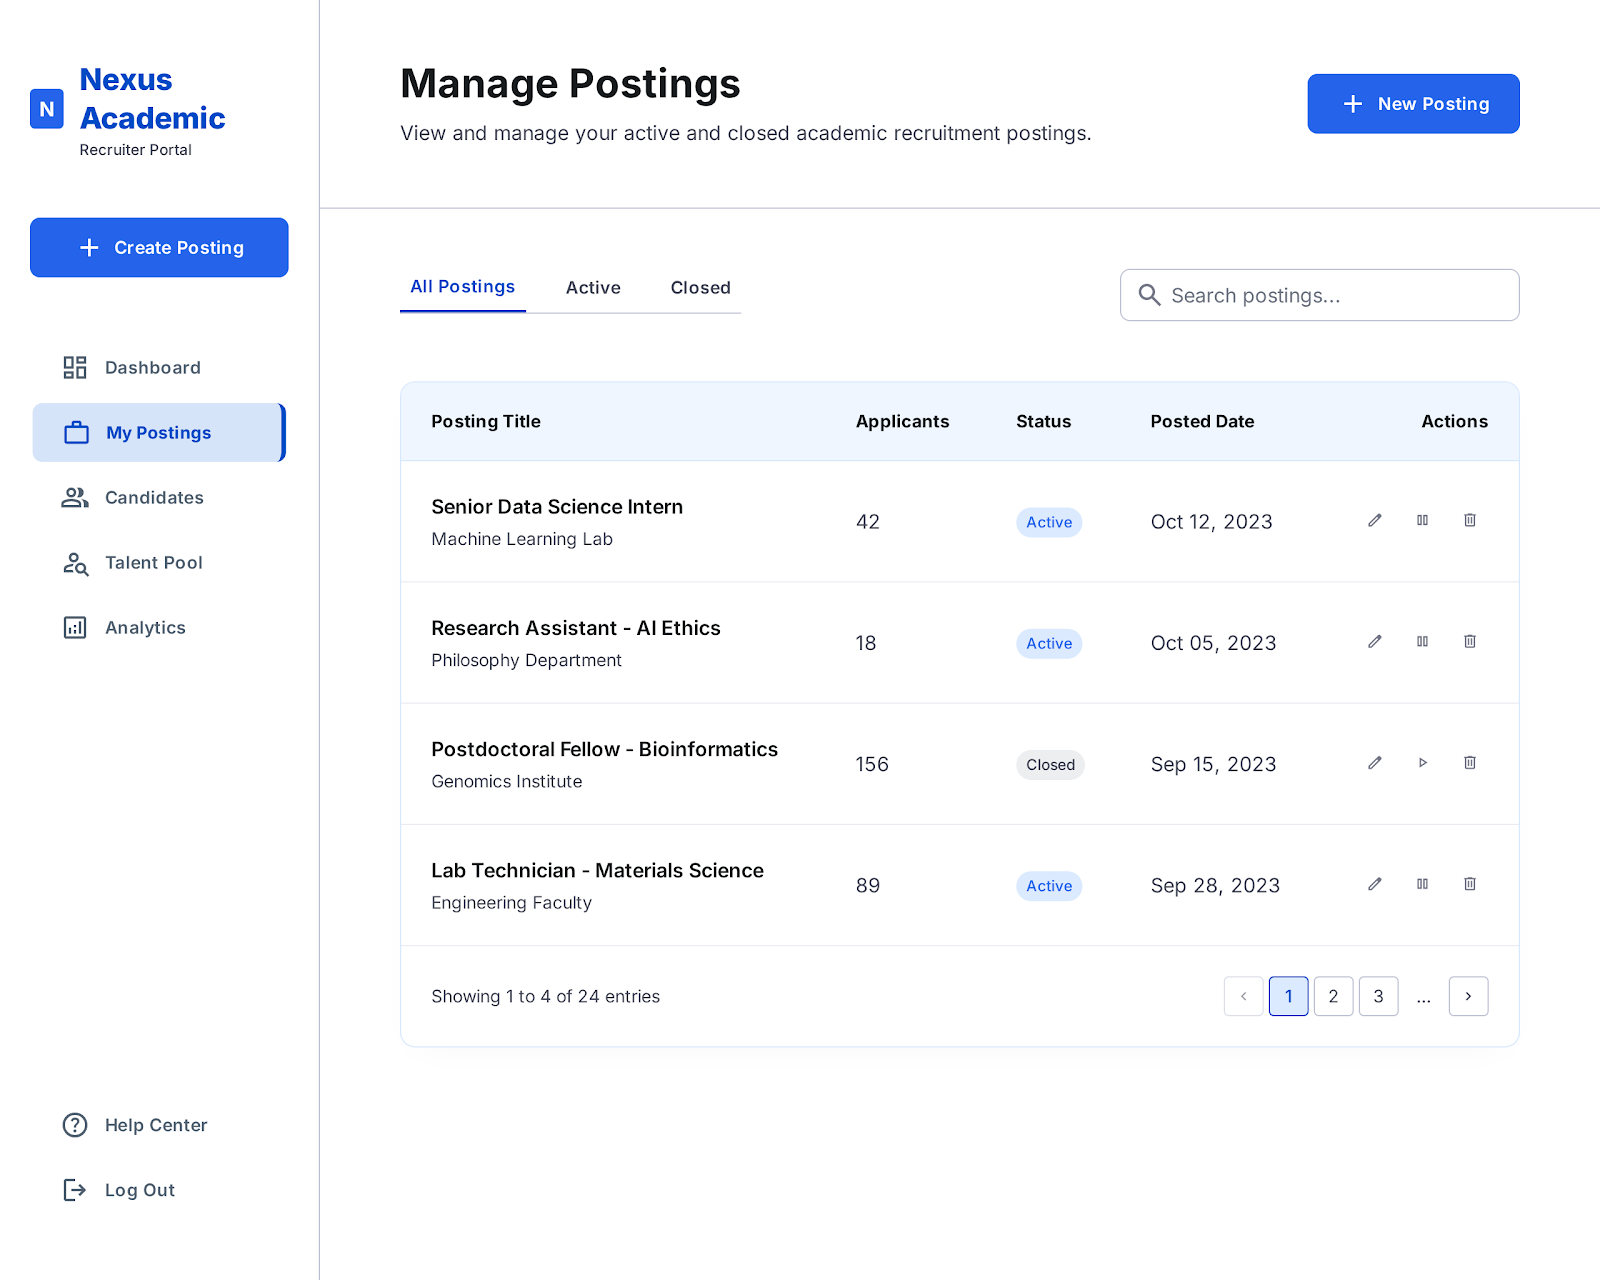 N
Nexus
Academic
Recruiter Portal
Create Posting
Dashboard
My Postings
Candidates
Talent Pool
Analytics
Help Center
Log Out
Manage Postings
View and manage your active and closed academic recruitment postings.
New Posting
All Postings Active Closed
Search postings...
Posting Title Applicants Status Posted Date Actions
Senior Data Science Intern
Machine Learning Lab
42 Active Oct 12, 2023
Research Assistant - AI Ethics
Philosophy Department
18 Active Oct 05, 2023
Postdoctoral Fellow - Bioinformatics
Genomics Institute
156 Closed Sep 15, 2023
Lab Technician - Materials Science
Engineering Faculty
89 Active Sep 28, 2023
Showing 1 to 4 of 24 entries
1 2 3 ...